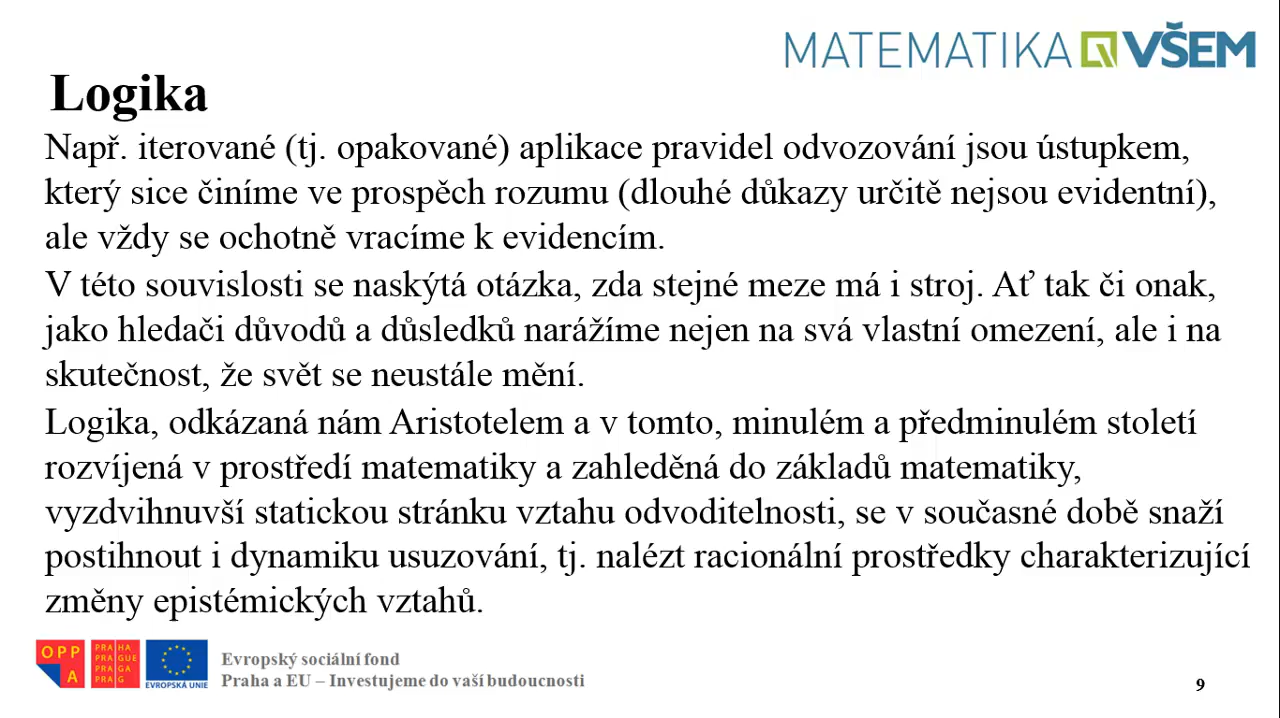 MATEMATIKA VŠEM
Logika
Např. iterované (tj. opakované) aplikace pravidel odvozování jsou ústupkem,
který sice činíme ve prospěch rozumu (dlouhé důkazy určitě nejsou evidentní),
ale vždy se ochotně vracíme k evidencím.
V této souvislosti se naskýtá otázka, zda stejné meze má i stroj. Ať tak či onak,
jako hledači důvodů a důsledků narážíme nejen na svá vlastní omezení, ale i na
skutečnost, že svět se neustále mění.
Logika, odkázaná nám Aristotelem a v tomto, minulém a předminulém století
rozvíjená v prostředí matematiky a zahleděná do základů matematiky,
vyzdvihnuvší statickou stránku vztahu odvoditelnosti, se v současné době snaží
postihnout i dynamiku usuzování, tj. nalézt racionální prostředky charakterizující
změny epistémických vztahů.
OPP
A
PRA HA
PRA GUE
PRA GA
PRA G
EVROPSKÁ UNIE
Evropský sociální fond
Praha a EU – Investujeme do vaší budoucnosti
9